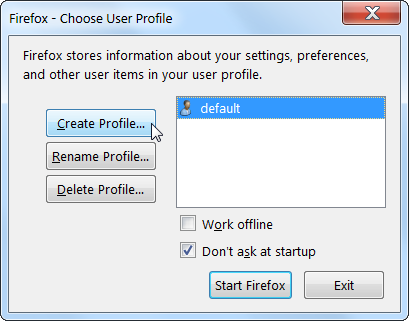 Firefox - Choose User Profile
Firefox stores information about your settings, preferences,
and other user items in your user profile.
Create Profile...
default
Rename Profile...
Delete Profile...
Work offline
Don't ask at startup
Start Firefox
Exit